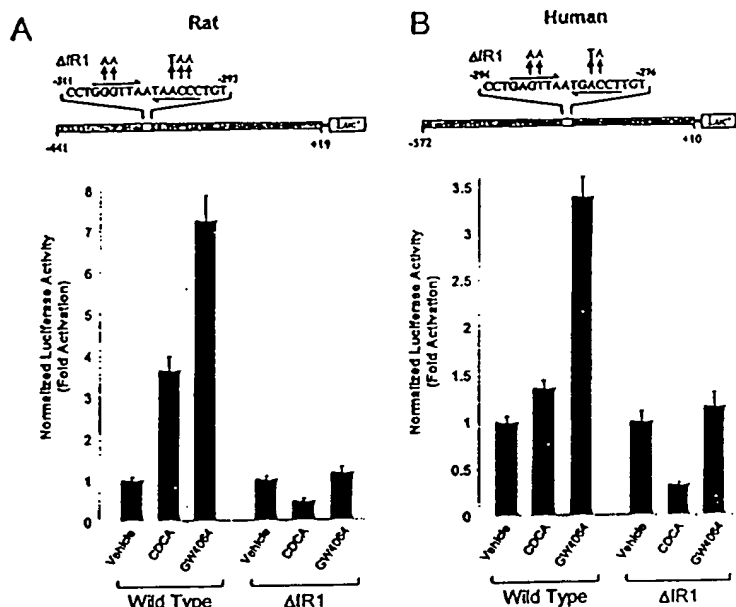 A
Rat
ΔIR1 AA TAA
-311 -293
CCTGGGTTAATAACCCTGT
-441 +19 Luc+
Normalized Luciferase Activity
(Fold Activation)
8
7
6
5
4
3
2
1
0
Vehicle CDCA GW4064 Vehicle CDCA GW4064
Wild Type ΔIR1
B
Human
ΔIR1 AA TA
-294 -276
CCTGAGTTAATGACCTTGT
-572 +10 Luc+
Normalized Luciferase Activity
(Fold Activation)
3.5
3
2.5
2
1.5
1
0.5
0
Vehicle CDCA GW4064 Vehicle CDCA GW4064
Wild Type ΔIR1